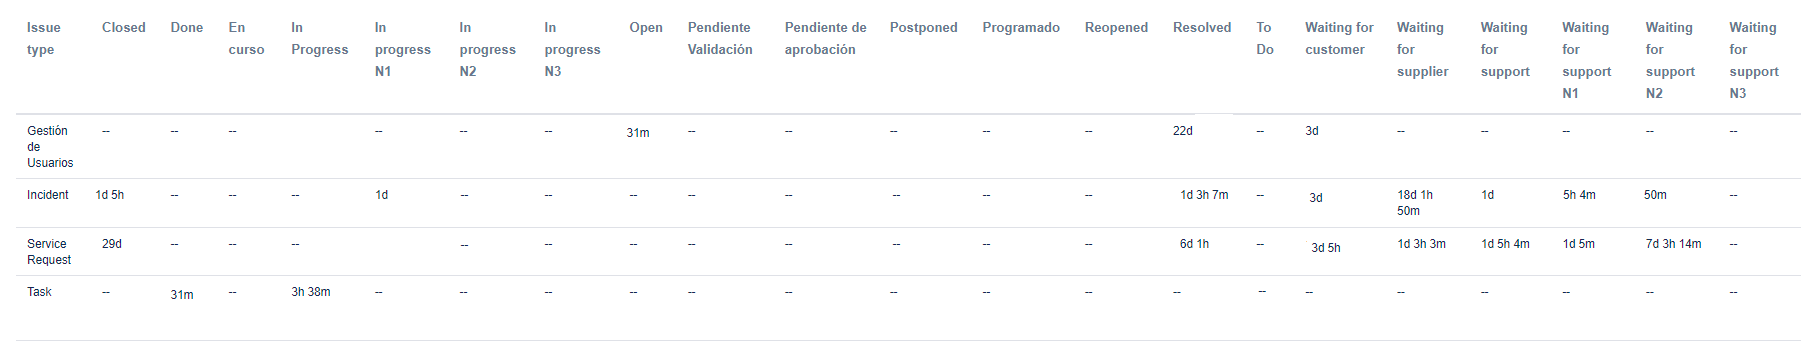 Issue Closed Done En In In In In Open Pendiente Pendiente de Postponed Programado Reopened Resolved To Waiting for Waiting Waiting Waiting Waiting Waiting
type curso Progress progress progress progress Validación aprobación Do customer for for for for for
N1 N2 N3 supplier support support support support
N1 N2 N3
Gestión -- -- -- -- -- -- 31m -- -- -- -- -- 22d -- 3d -- -- -- -- --
de
Usuarios
Incident 1d 5h -- -- -- 1d -- -- -- -- -- -- -- -- 1d 3h 7m -- 3d 18d 1h 1d 5h 4m 50m --
50m
Service 29d -- -- -- -- -- -- -- -- -- -- -- 6d 1h -- 3d 5h 1d 3h 3m 1d 5h 4m 1d 5m 7d 3h 14m --
Request
Task -- 31m -- 3h 38m -- -- -- -- -- -- -- -- -- -- -- -- -- -- -- -- --